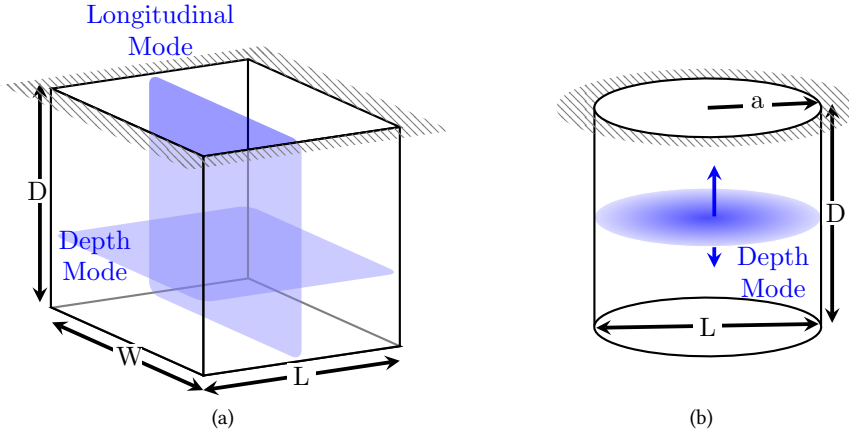 Longitudinal
Mode
D
Depth
Mode
W
L
(a)
a
D
Depth
Mode
L
(b)